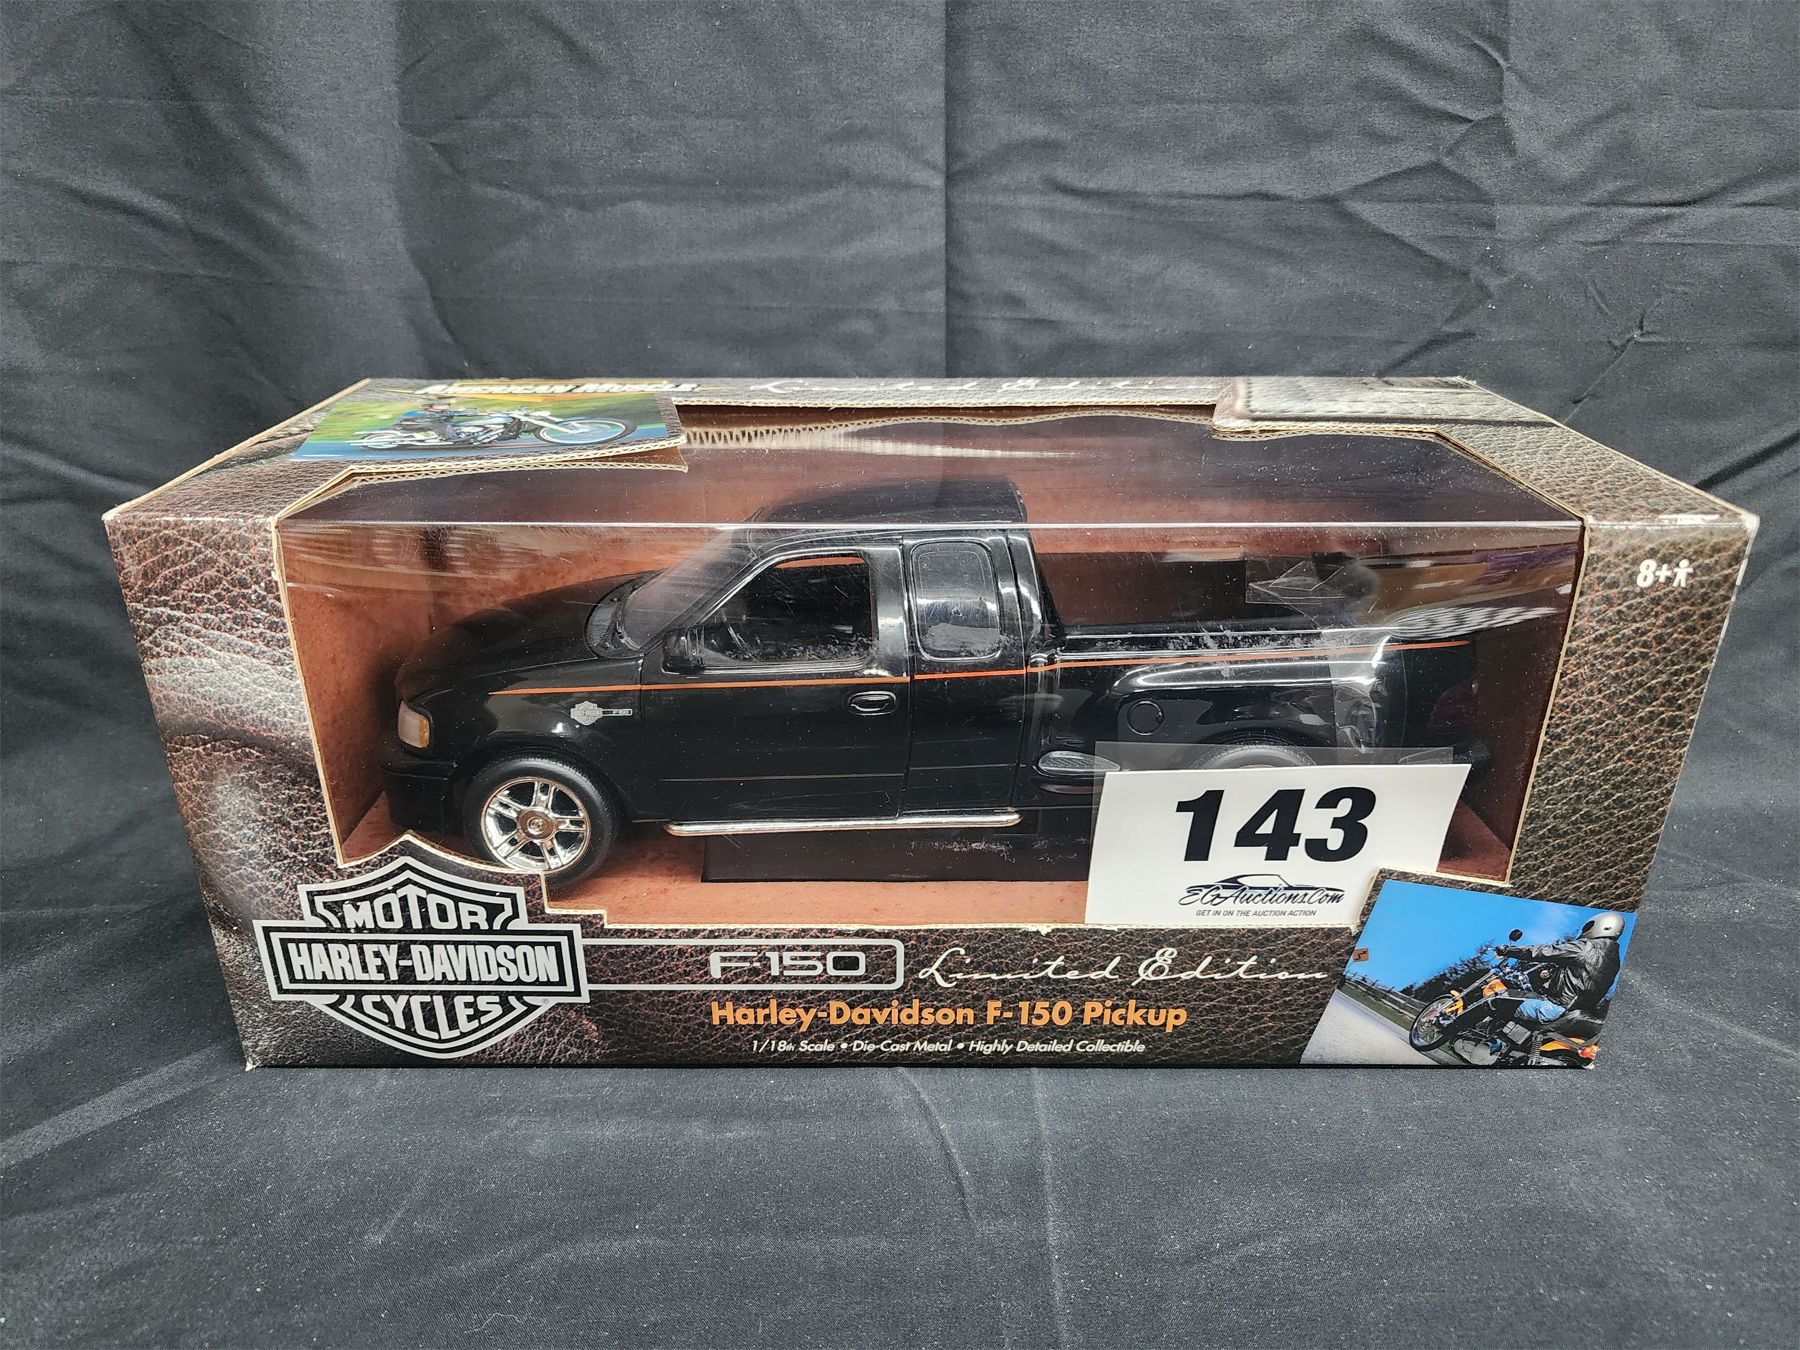 AMERICAN MUSCLE
Limited Edition
8+
F150
143
EGAuctions.Com
GET IN ON THE AUCTION ACTION
MOTOR
HARLEY-DAVIDSON
CYCLES
®
F-150
Limited Edition
Harley-Davidson F-150 Pickup
1/18th Scale • Die-Cast Metal • Highly Detailed Collectible